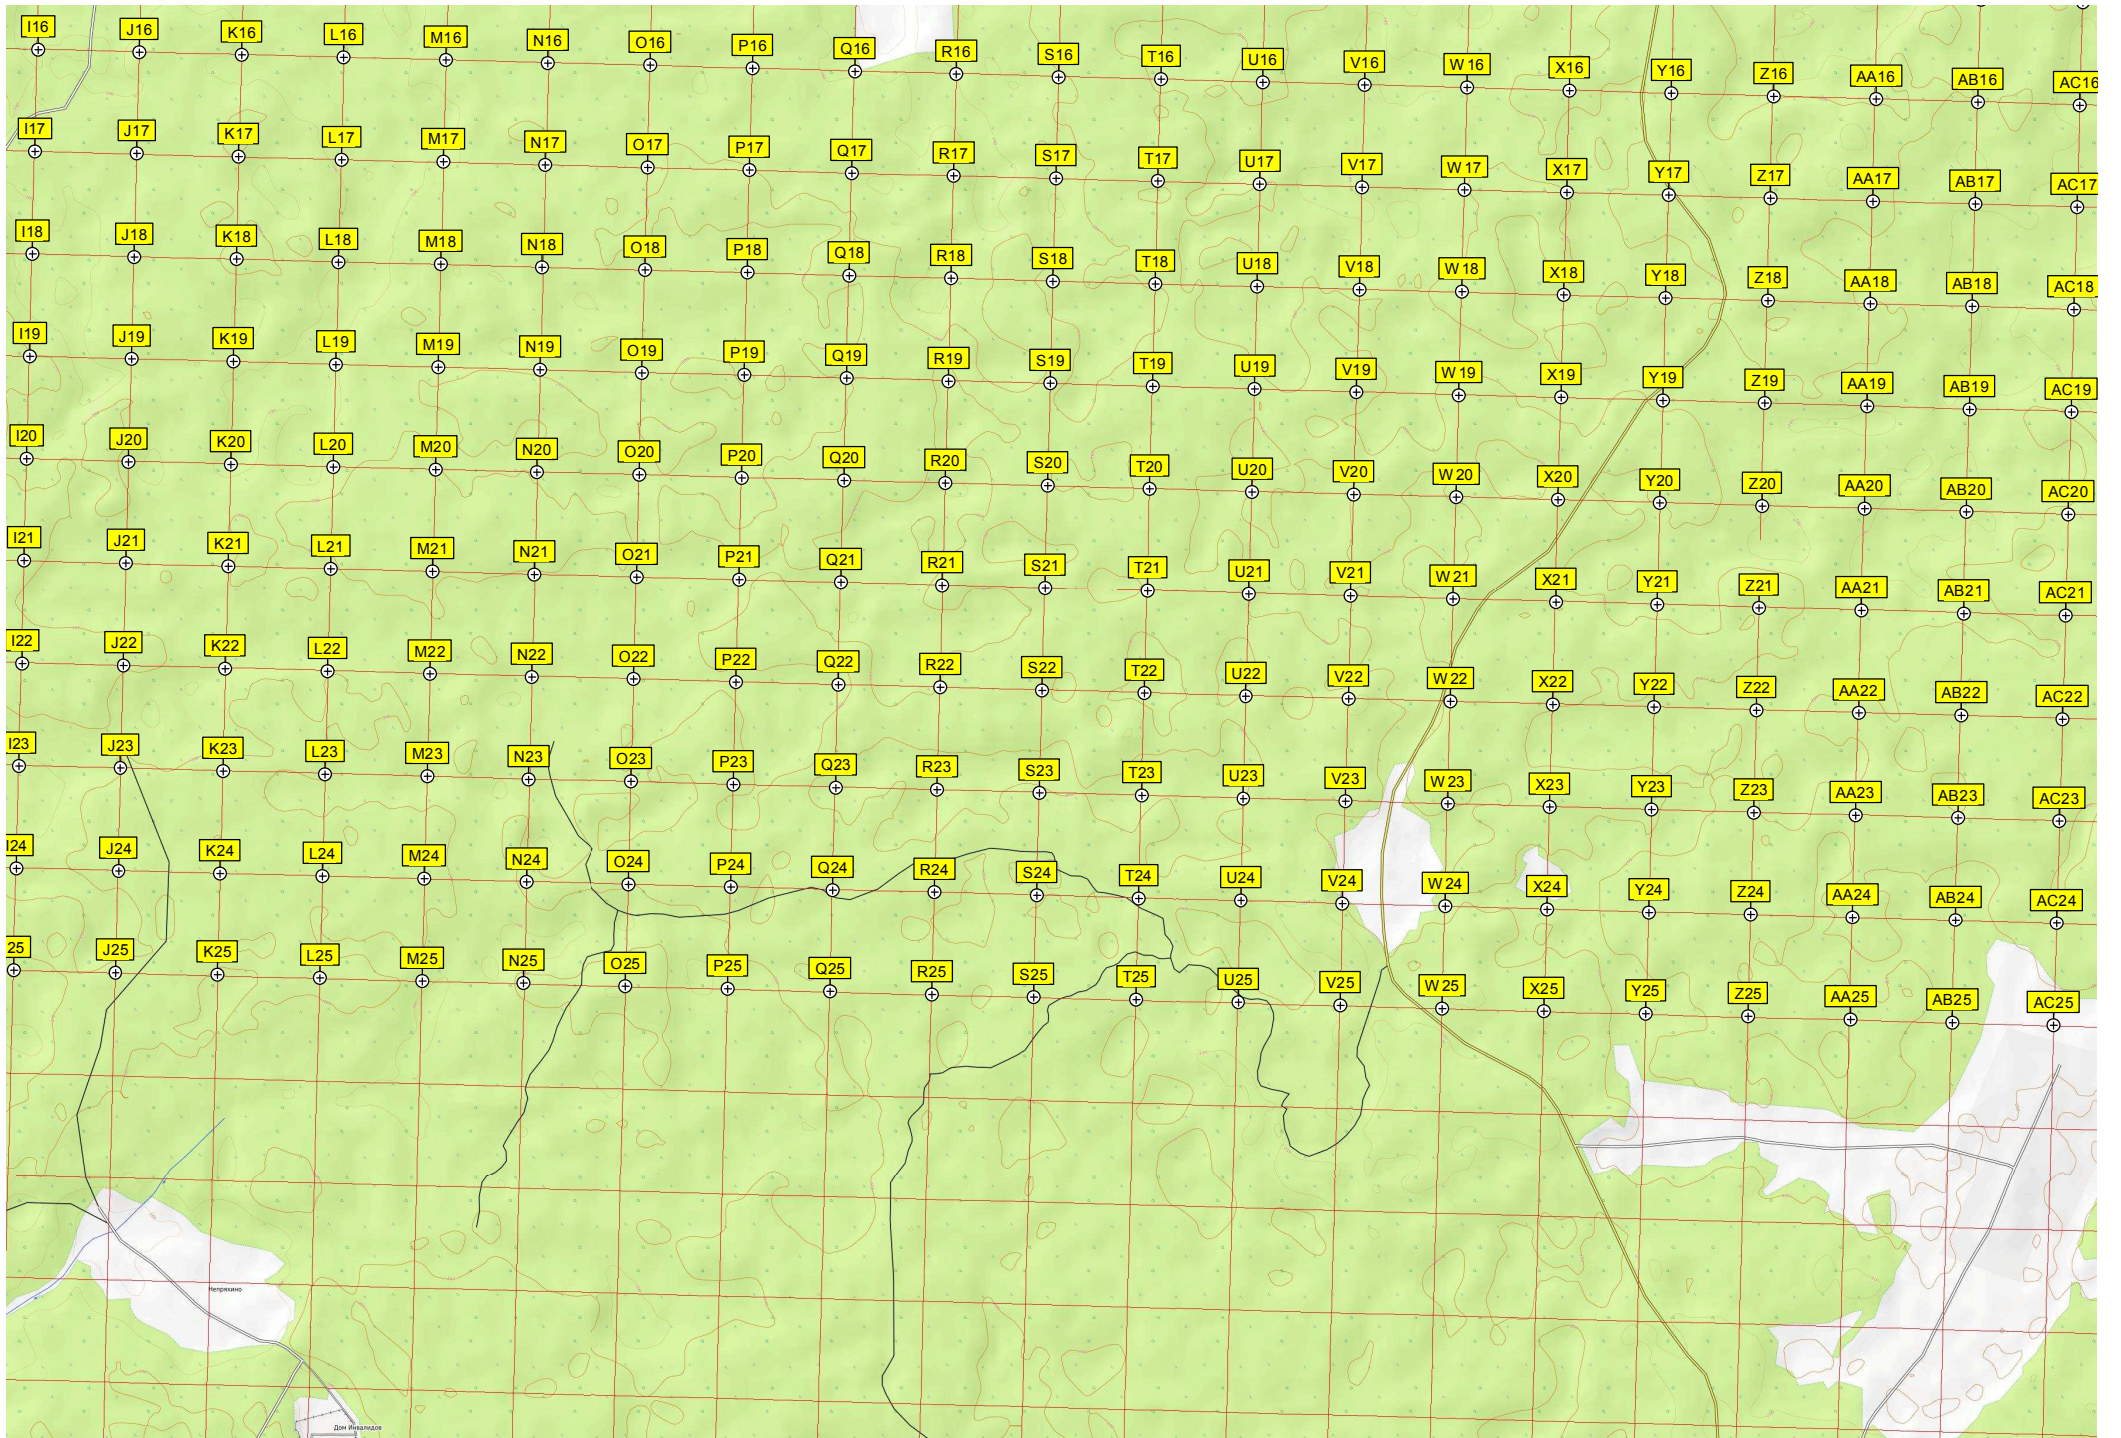 I16 J16 K16 L16 M16 N16 O16 P16 Q16 R16 S16 T16 U16 V16 W16 X16 Y16 Z16 AA16 AB16 AC16
I17 J17 K17 L17 M17 N17 O17 P17 Q17 R17 S17 T17 U17 V17 W17 X17 Y17 Z17 AA17 AB17 AC17
I18 J18 K18 L18 M18 N18 O18 P18 Q18 R18 S18 T18 U18 V18 W18 X18 Y18 Z18 AA18 AB18 AC18
I19 J19 K19 L19 M19 N19 O19 P19 Q19 R19 S19 T19 U19 V19 W19 X19 Y19 Z19 AA19 AB19 AC19
I20 J20 K20 L20 M20 N20 O20 P20 Q20 R20 S20 T20 U20 V20 W20 X20 Y20 Z20 AA20 AB20 AC20
I21 J21 K21 L21 M21 N21 O21 P21 Q21 R21 S21 T21 U21 V21 W21 X21 Y21 Z21 AA21 AB21 AC21
I22 J22 K22 L22 M22 N22 O22 P22 Q22 R22 S22 T22 U22 V22 W22 X22 Y22 Z22 AA22 AB22 AC22
I23 J23 K23 L23 M23 N23 O23 P23 Q23 R23 S23 T23 U23 V23 W23 X23 Y23 Z23 AA23 AB23 AC23
I24 J24 K24 L24 M24 N24 O24 P24 Q24 R24 S24 T24 U24 V24 W24 X24 Y24 Z24 AA24 AB24 AC24
25 J25 K25 L25 M25 N25 O25 P25 Q25 R25 S25 T25 U25 V25 W25 X25 Y25 Z25 AA25 AB25 AC25
Непряхино
Дом Инвалидов